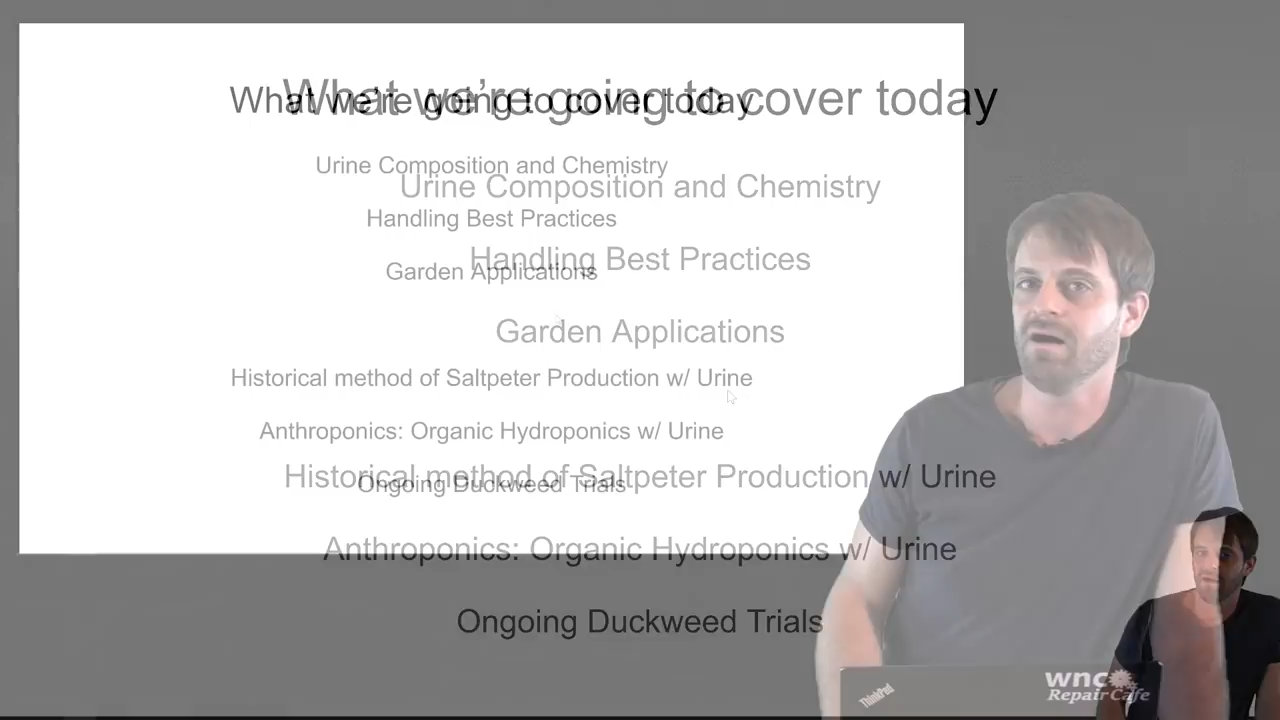 What we're going to cover today
What we're going to cover today
Urine Composition and Chemistry
Urine Composition and Chemistry
Handling Best Practices
Handling Best Practices
Garden Applications
Garden Applications
Historical method of Saltpeter Production w/ Urine
Anthroponics: Organic Hydroponics w/ Urine
Historical method of Saltpeter Production w/ Urine
Ongoing Duckweed Trials
Anthroponics: Organic Hydroponics w/ Urine
Ongoing Duckweed Trials
ThinkPad
wnc
Repair Cafe